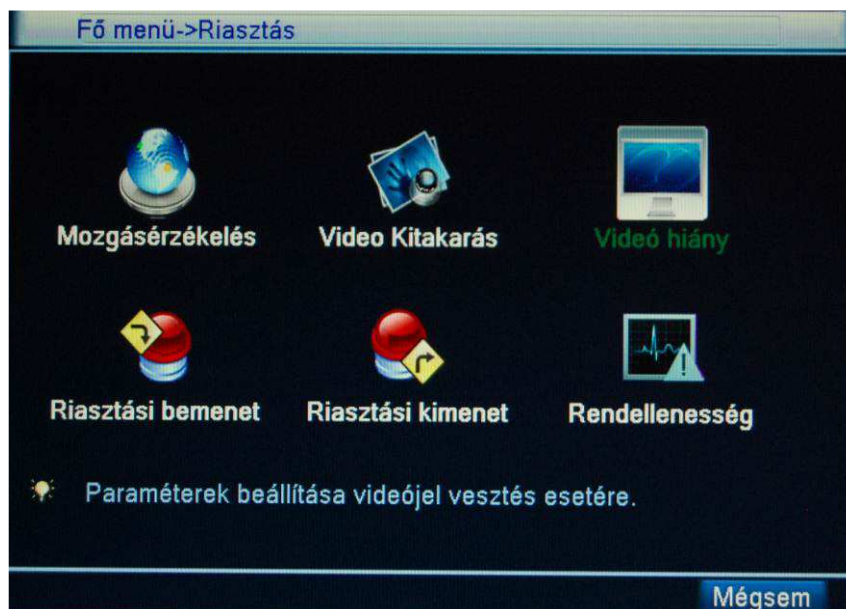 Fő menü->Riasztás
Mozgásérzékelés Video Kitakarás Videó hiány
Riasztási bemenet Riasztási kimenet Rendellenesség
Paraméterek beállítása videójel vesztés esetére.
Mégsem